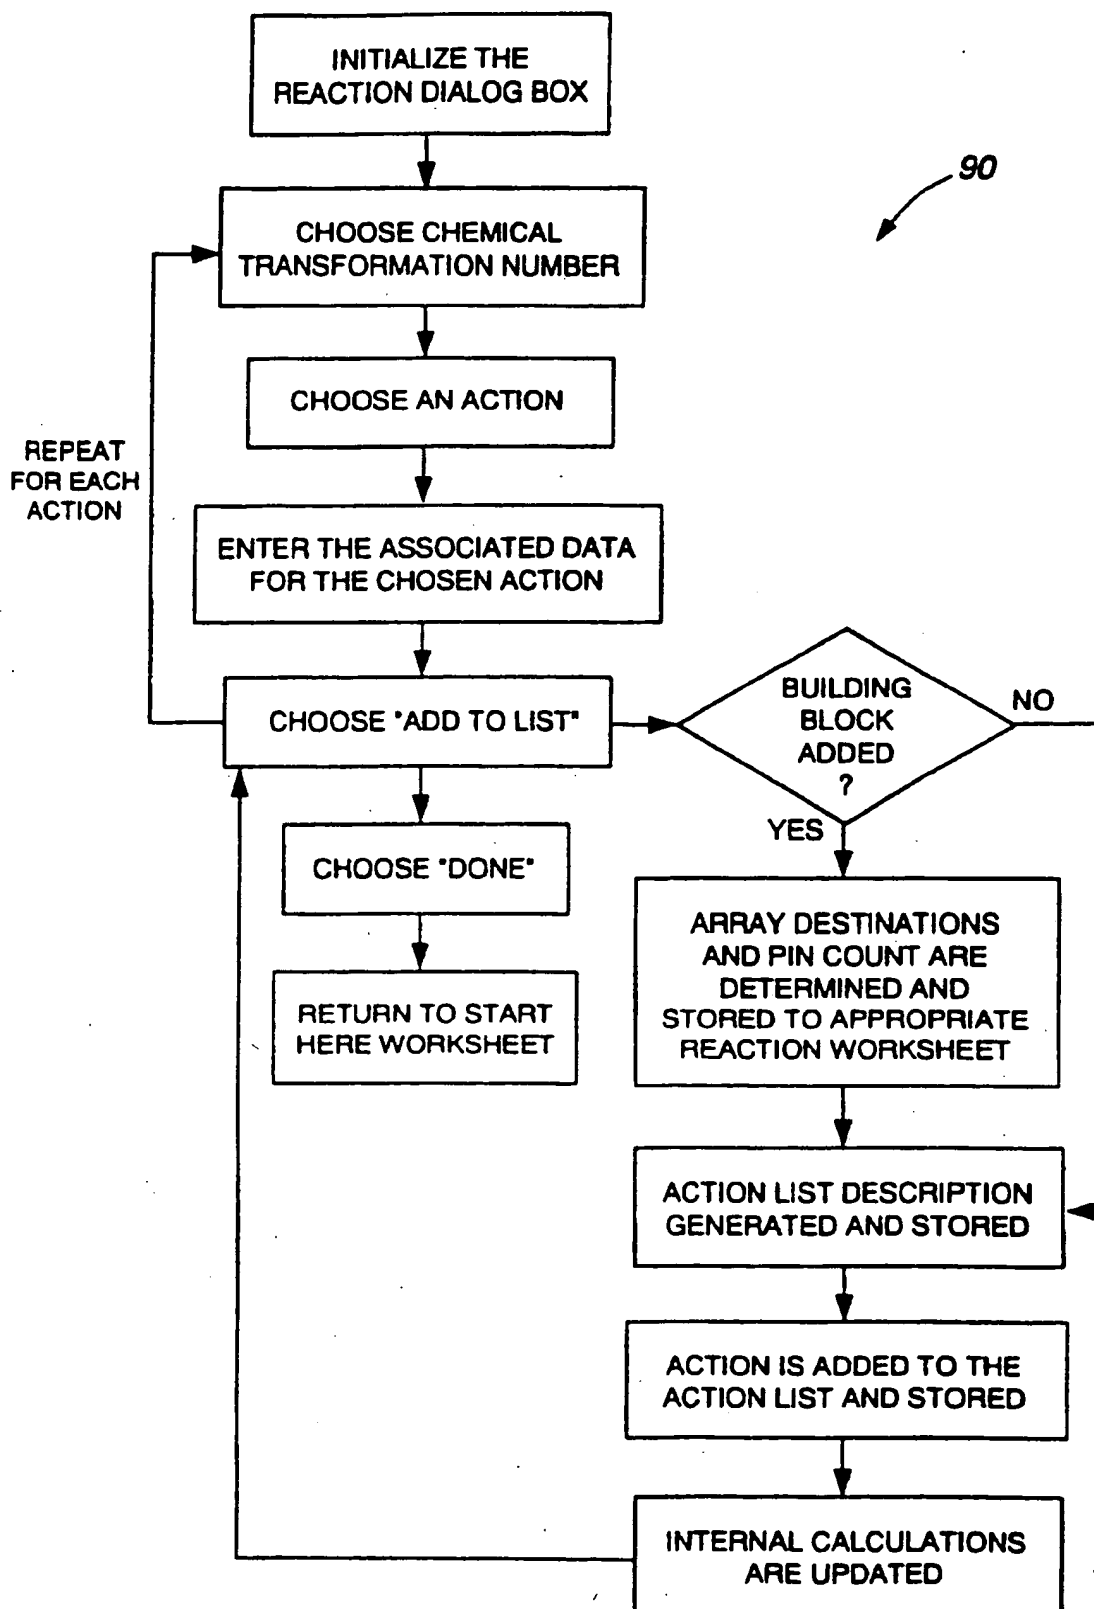 INITIALIZE THE
REACTION DIALOG BOX
90
CHOOSE CHEMICAL
TRANSFORMATION NUMBER
CHOOSE AN ACTION
REPEAT
FOR EACH
ACTION
ENTER THE ASSOCIATED DATA
FOR THE CHOSEN ACTION
CHOOSE "ADD TO LIST"
BUILDING
BLOCK
ADDED
?
NO
YES
CHOOSE "DONE"
RETURN TO START
HERE WORKSHEET
ARRAY DESTINATIONS
AND PIN COUNT ARE
DETERMINED AND
STORED TO APPROPRIATE
REACTION WORKSHEET
ACTION LIST DESCRIPTION
GENERATED AND STORED
ACTION IS ADDED TO THE
ACTION LIST AND STORED
INTERNAL CALCULATIONS
ARE UPDATED